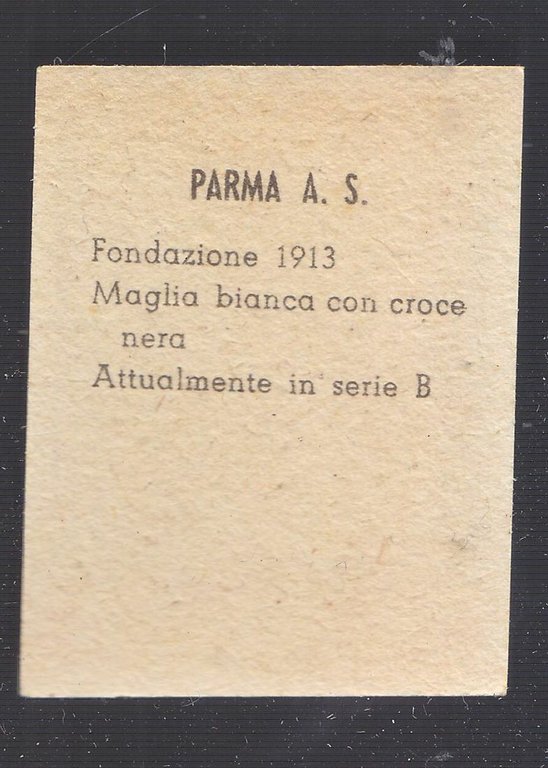 PARMA A. S.
Fondazione 1913
Maglia bianca con croce
nera
Attualmente in serie B